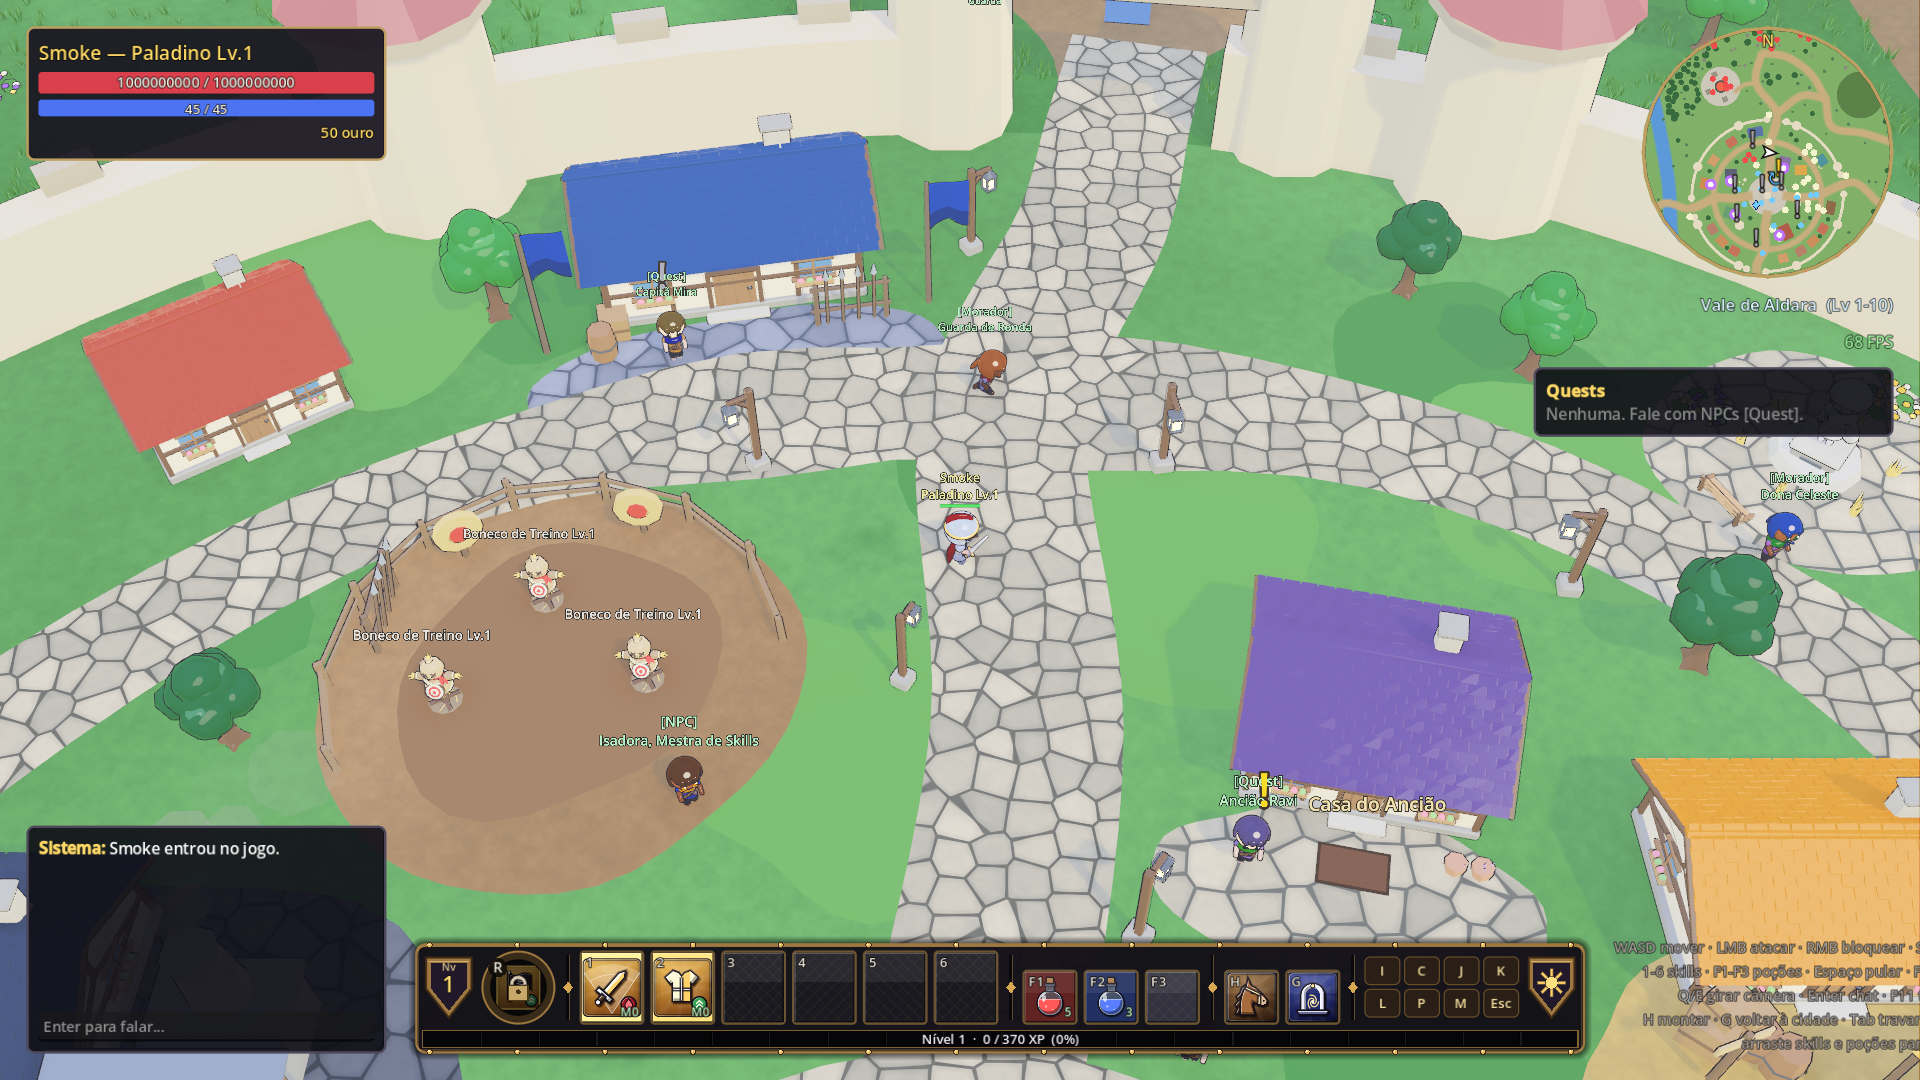 Guarda
Smoke — Paladino Lv.1
1000000000 / 1000000000
45 / 45
50 ouro
N
Vale de Aldara (Lv 1-10)
68 FPS
Quests
Nenhuma. Fale com NPCs [Quest].
[Quest]
Capitã Mira
[Morador]
Guarda de Ronda
Smoke
Paladino Lv.1
[Morador]
Dona Celeste
Boneco de Treino Lv.1
Boneco de Treino Lv.1
Boneco de Treino Lv.1
[NPC]
Isadora, Mestra de Skills
[Quest]
Ancião Ravi
Casa do Ancião
Sistema: Smoke entrou no jogo.
Enter para falar...
Nv
1
R
1
M0
2
M0
3
4
5
6
F1
5
F2
3
F3
H
G
I
C
J
K
L
P
M
Esc
Nível 1 · 0 / 370 XP (0%)
WASD mover · LMB atacar · RMB bloquear ·
1-6 skills · F1-F3 poções · Espaço pular ·
Q/E girar câmera · Enter chat · F11
H montar · G voltar à cidade · Tab travar
arraste skills e poções